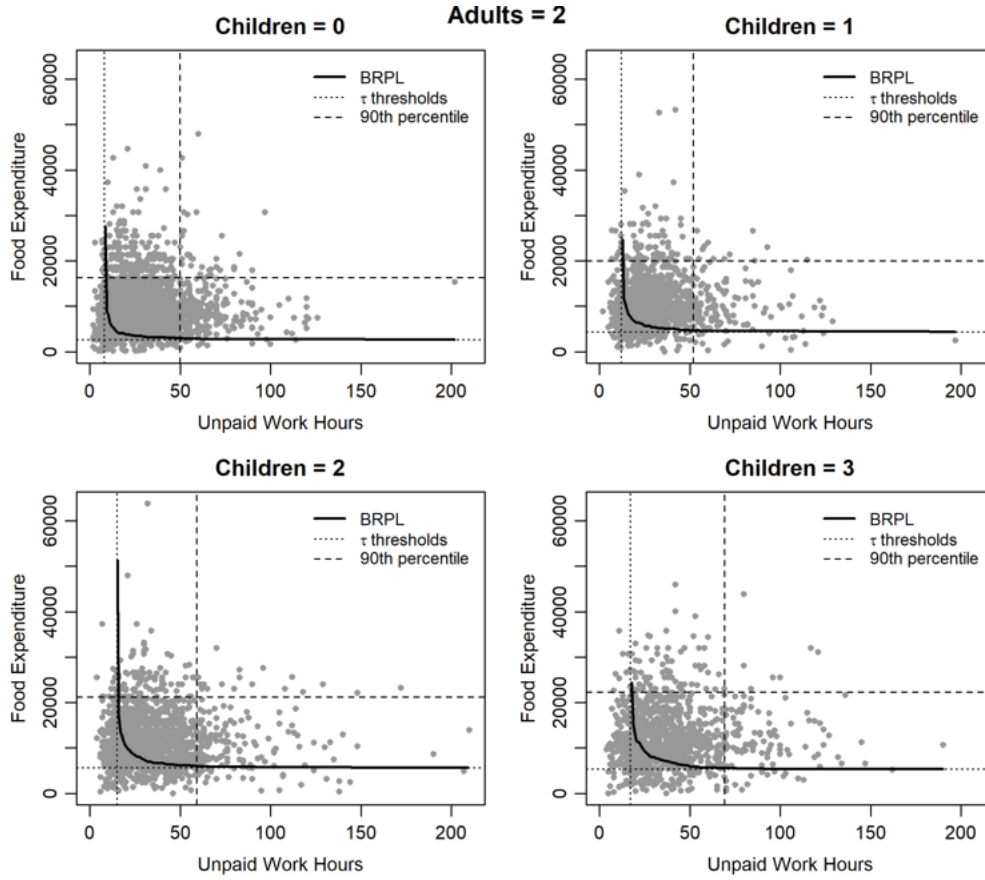 Adults = 2
Children = 0
Food Expenditure
0
20000
40000
60000
BRPL
τ thresholds
90th percentile
0 50 100 150 200
Unpaid Work Hours
Children = 1
Food Expenditure
0
20000
40000
60000
BRPL
τ thresholds
90th percentile
0 50 100 150 200
Unpaid Work Hours
Children = 2
Food Expenditure
0
20000
40000
60000
BRPL
τ thresholds
90th percentile
0 50 100 150 200
Unpaid Work Hours
Children = 3
Food Expenditure
0
20000
40000
60000
BRPL
τ thresholds
90th percentile
0 50 100 150 200
Unpaid Work Hours